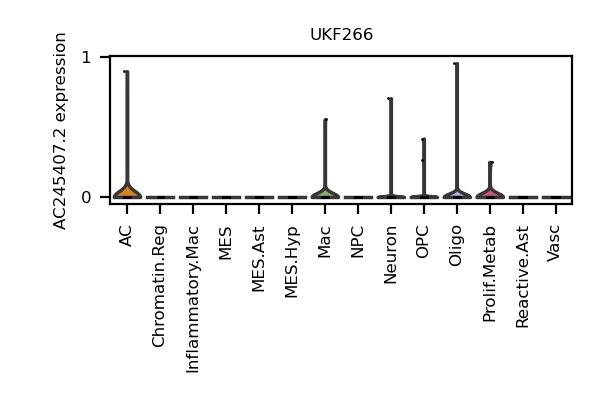 UKF266
AC245407.2 expression
1
0
AC
Chromatin.Reg
Inflammatory.Mac
MES
MES.Ast
MES.Hyp
Mac
NPC
Neuron
OPC
Oligo
Prolif.Metab
Reactive.Ast
Vasc